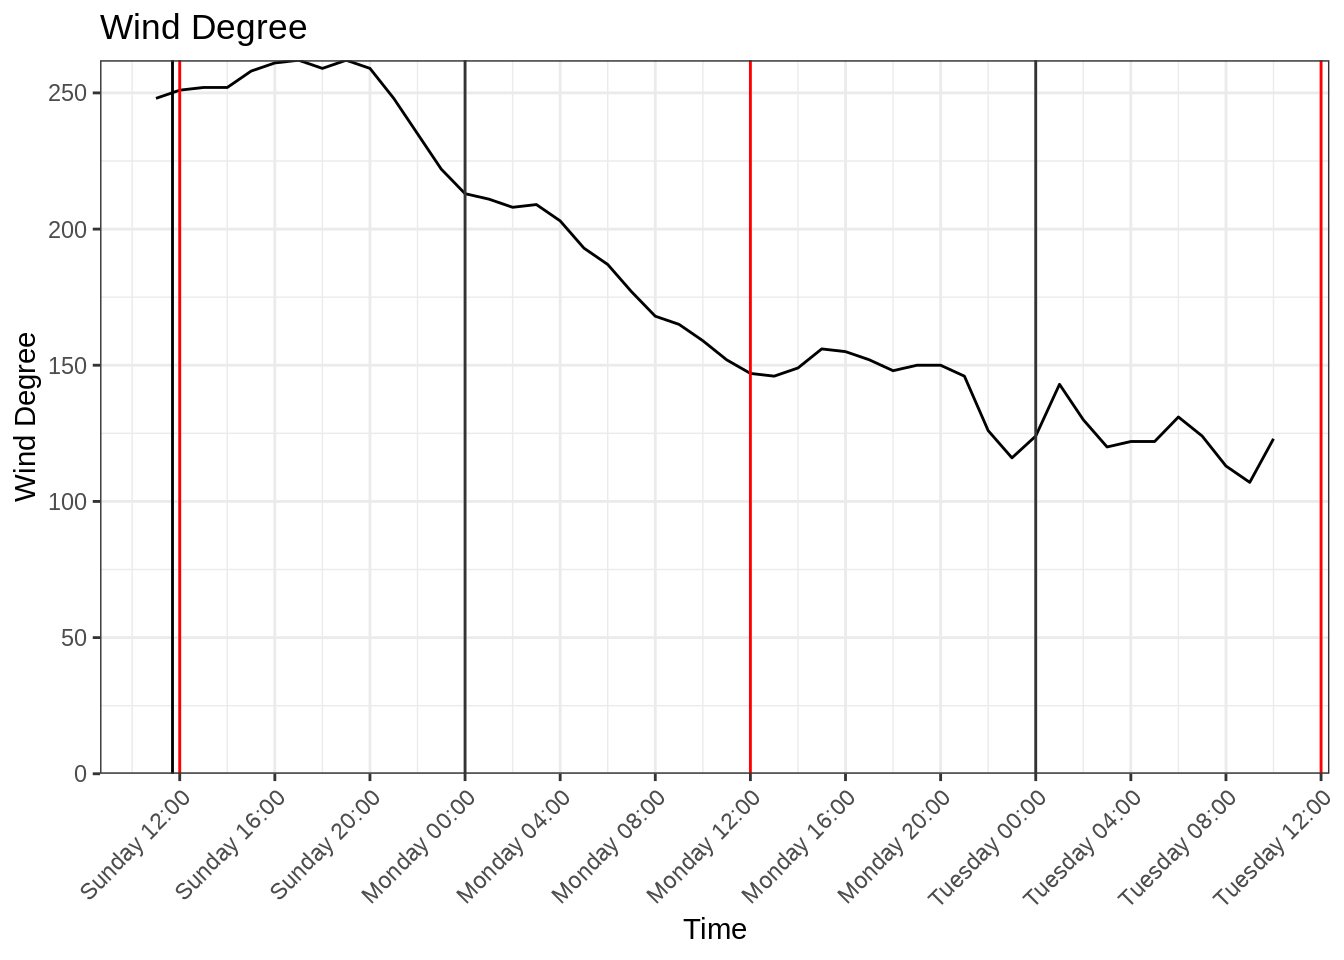 Wind Degree
Wind Degree
250
200
150
100
50
0
Sunday 12:00
Sunday 16:00
Sunday 20:00
Monday 00:00
Monday 04:00
Monday 08:00
Monday 12:00
Monday 16:00
Monday 20:00
Tuesday 00:00
Tuesday 04:00
Tuesday 08:00
Tuesday 12:00
Time